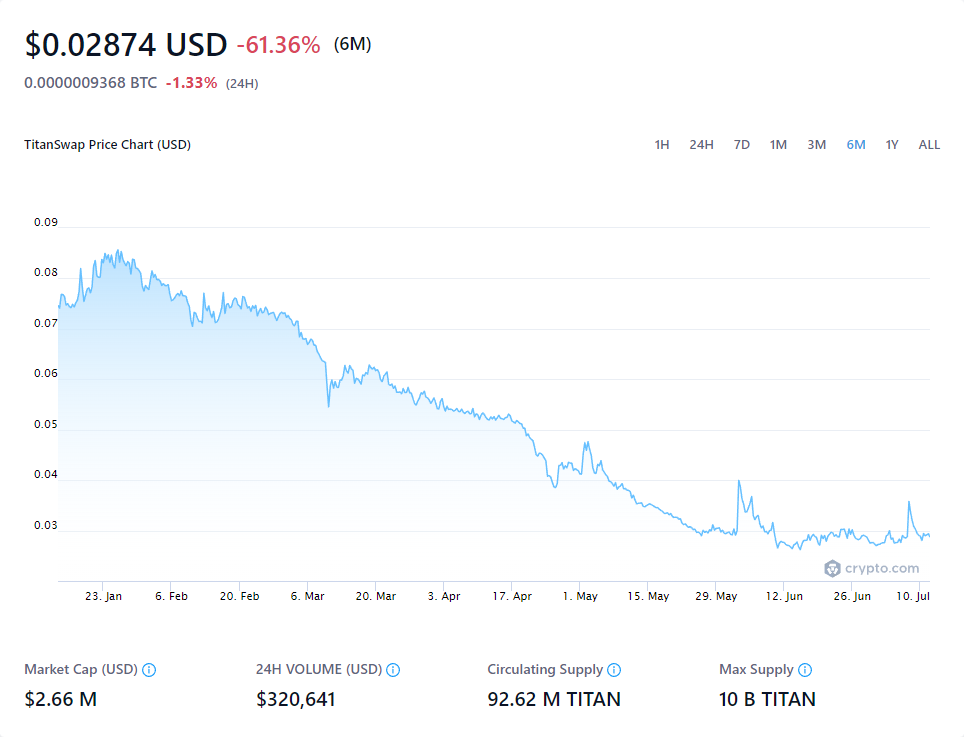 $0.02874 USD -61.36% (6M)
0.0000009368 BTC -1.33% (24H)
TitanSwap Price Chart (USD) 1H 24H 7D 1M 3M 6M 1Y ALL
0.09
0.08
0.07
0.06
0.05
0.04
0.03
crypto.com
23. Jan 6. Feb 20. Feb 6. Mar 20. Mar 3. Apr 17. Apr 1. May 15. May 29. May 12. Jun 26. Jun 10. Jul
Market Cap (USD) 24H VOLUME (USD) Circulating Supply Max Supply
$2.66 M $320,641 92.62 M TITAN 10 B TITAN